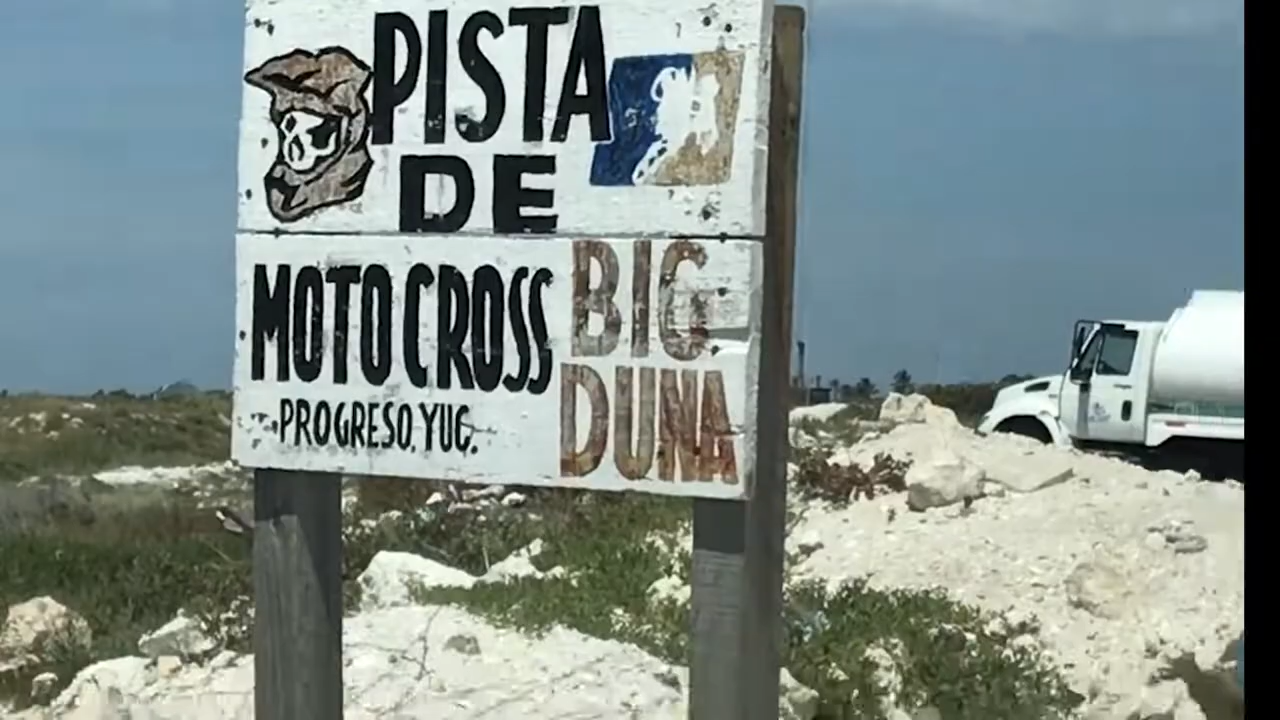 PISTA
DE
MOTO CROSS
PROGRESO, YUC.
BIG
DUNA